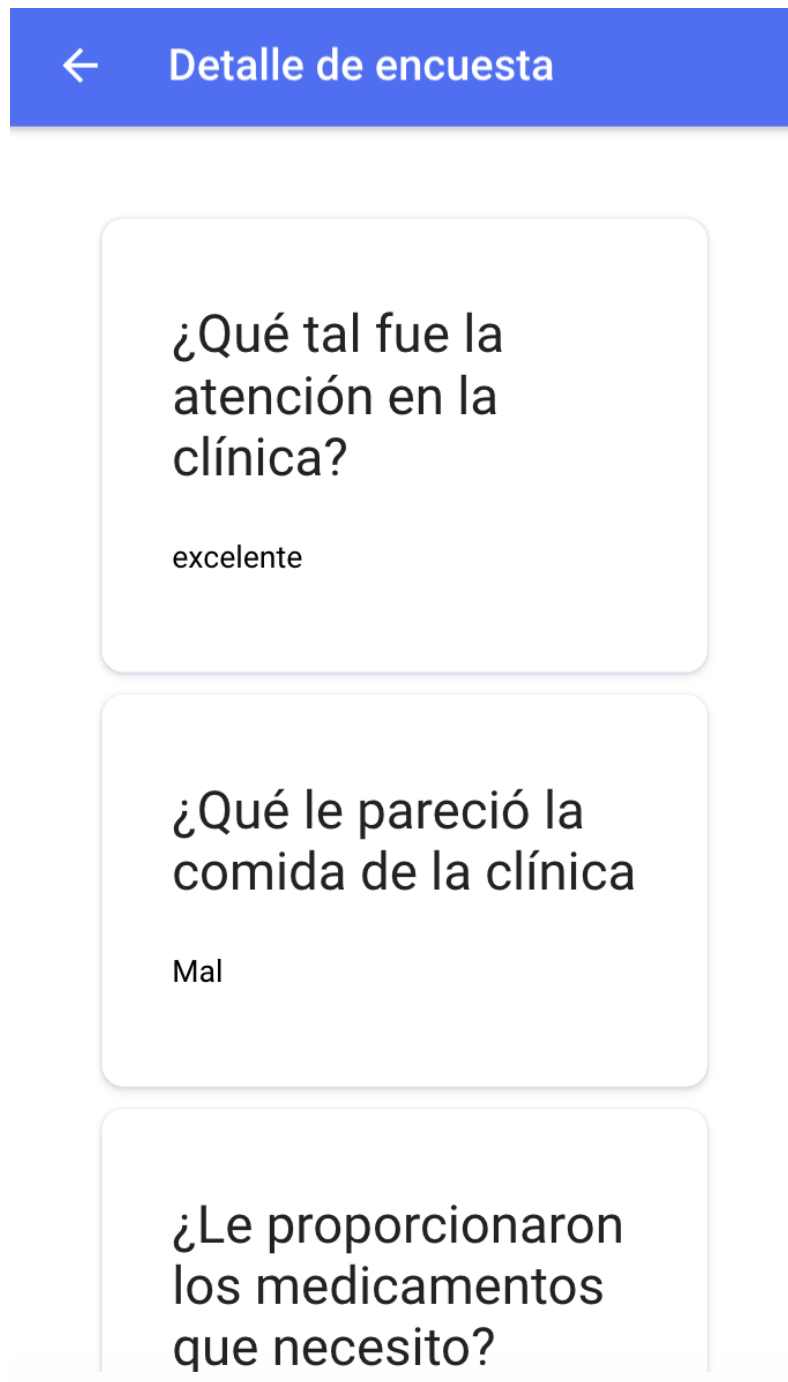 Detalle de encuesta
¿Qué tal fue la
atención en la
clínica?
excelente
¿Qué le pareció la
comida de la clínica
Mal
¿Le proporcionaron
los medicamentos
que necesito?